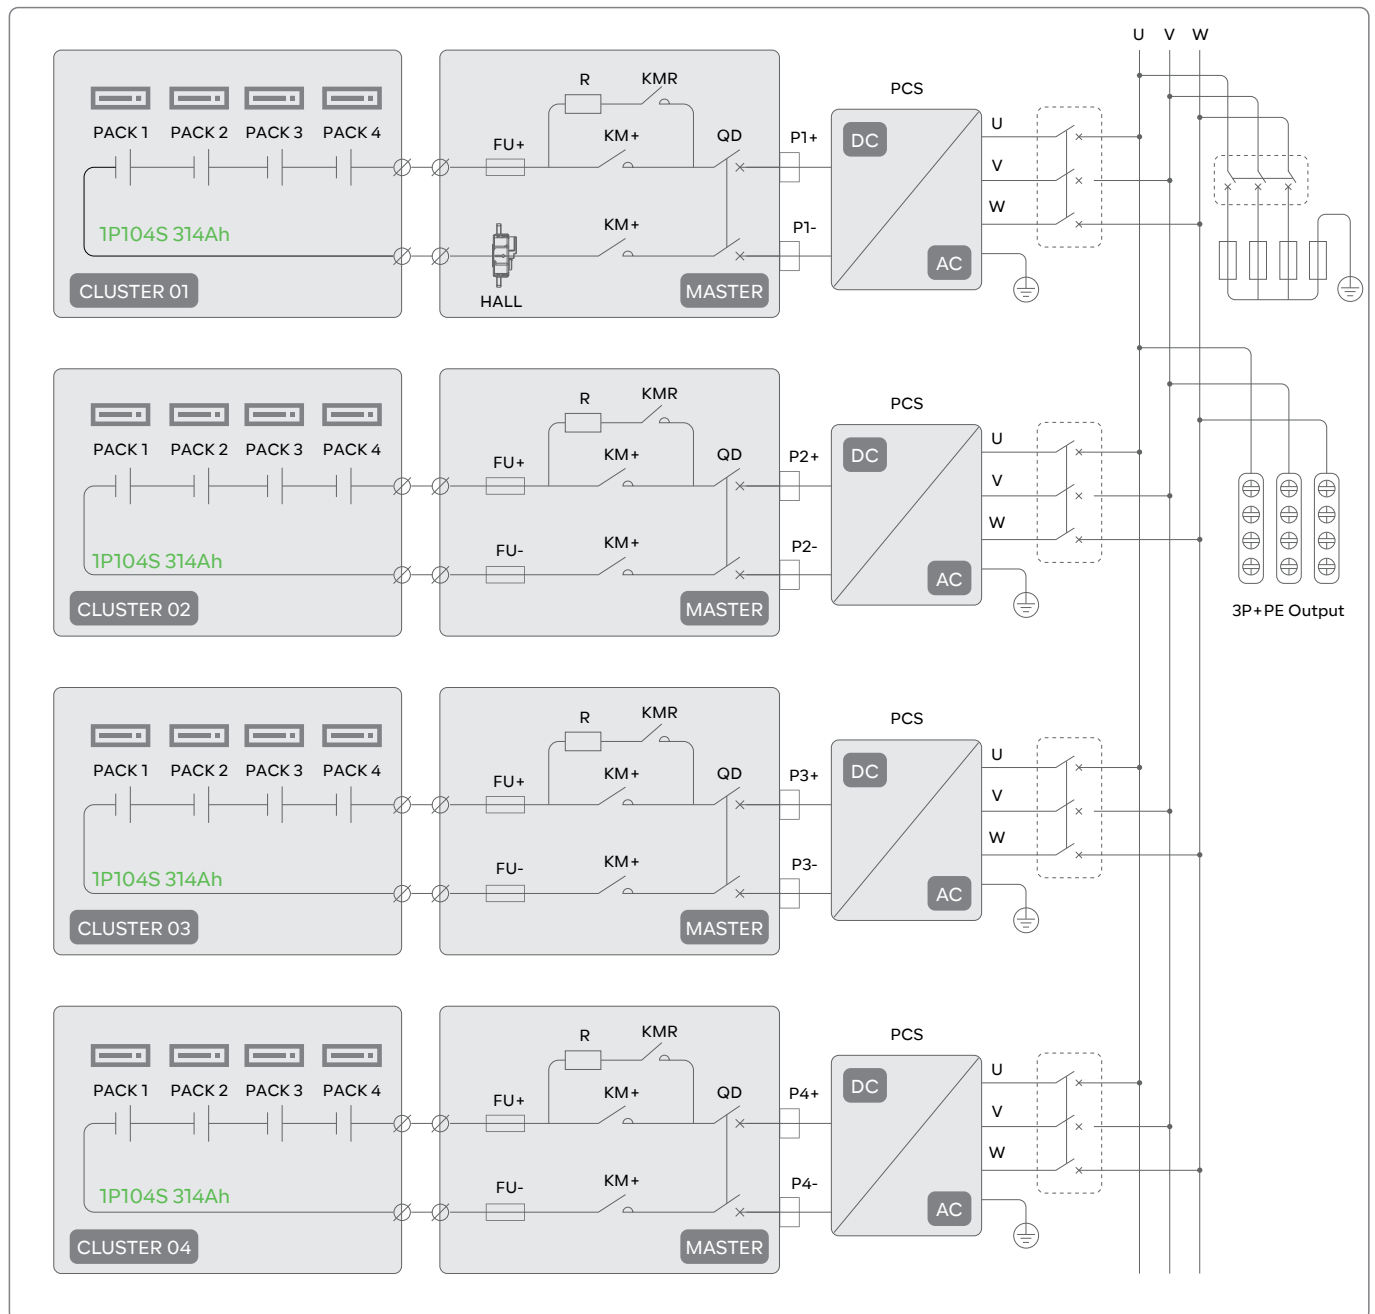 U V W
R KMR
PCS
PACK 1 PACK 2 PACK 3 PACK 4
FU+ KM+ QD P1+
DC
U
V
W
1P104S 314Ah
KM+ P1-
AC
CLUSTER 01
HALL
MASTER
R KMR
PCS
PACK 1 PACK 2 PACK 3 PACK 4
FU+ KM+ QD P2+
DC
U
V
W
1P104S 314Ah
FU- KM+ P2-
AC
CLUSTER 02
MASTER
3P+PE Output
R KMR
PCS
PACK 1 PACK 2 PACK 3 PACK 4
FU+ KM+ QD P3+
DC
U
V
W
1P104S 314Ah
FU- KM+ P3-
AC
CLUSTER 03
MASTER
R KMR
PCS
PACK 1 PACK 2 PACK 3 PACK 4
FU+ KM+ QD P4+
DC
U
V
W
1P104S 314Ah
FU- KM+ P4-
AC
CLUSTER 04
MASTER